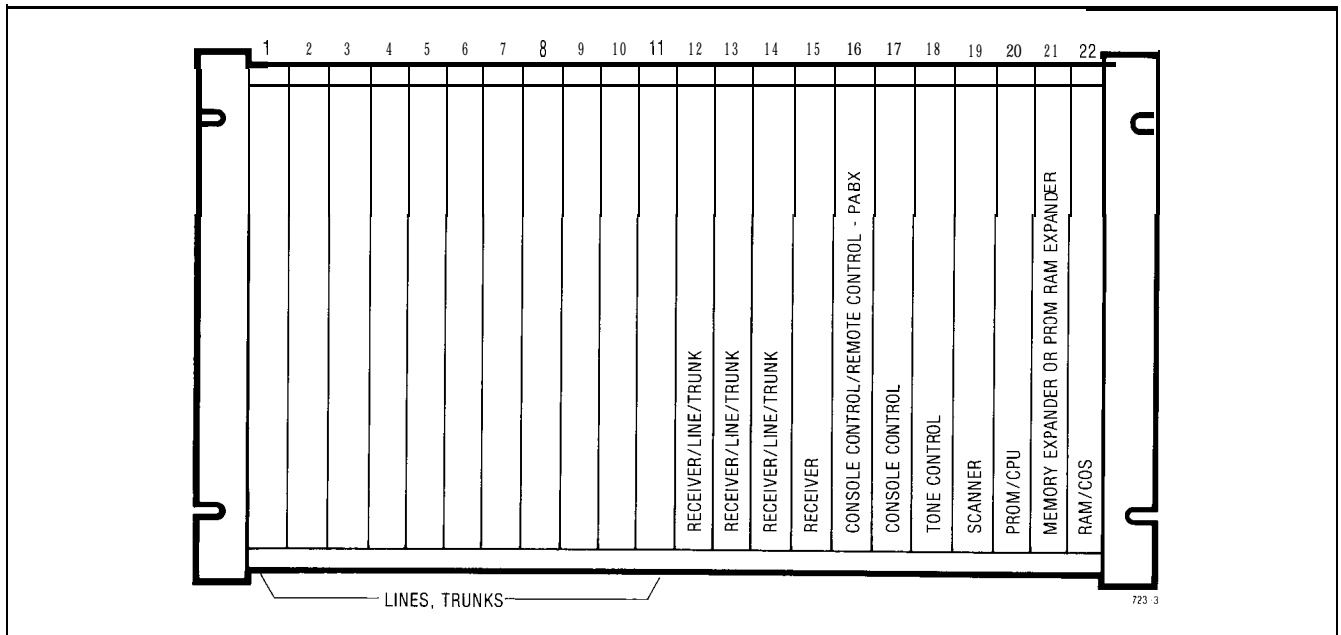 1 2 3 4 5 6 7 8 9 10 11 12 13 14 15 16 17 18 19 20 21 22
RECEIVER/LINE/TRUNK
RECEIVER/LINE/TRUNK
RECEIVER/LINE/TRUNK
RECEIVER
CONSOLE CONTROL/REMOTE CONTROL - PABX
CONSOLE CONTROL
TONE CONTROL
SCANNER
PROM/CPU
MEMORY EXPANDER OR PROM RAM EXPANDER
RAM/COS
LINES, TRUNKS
723-3